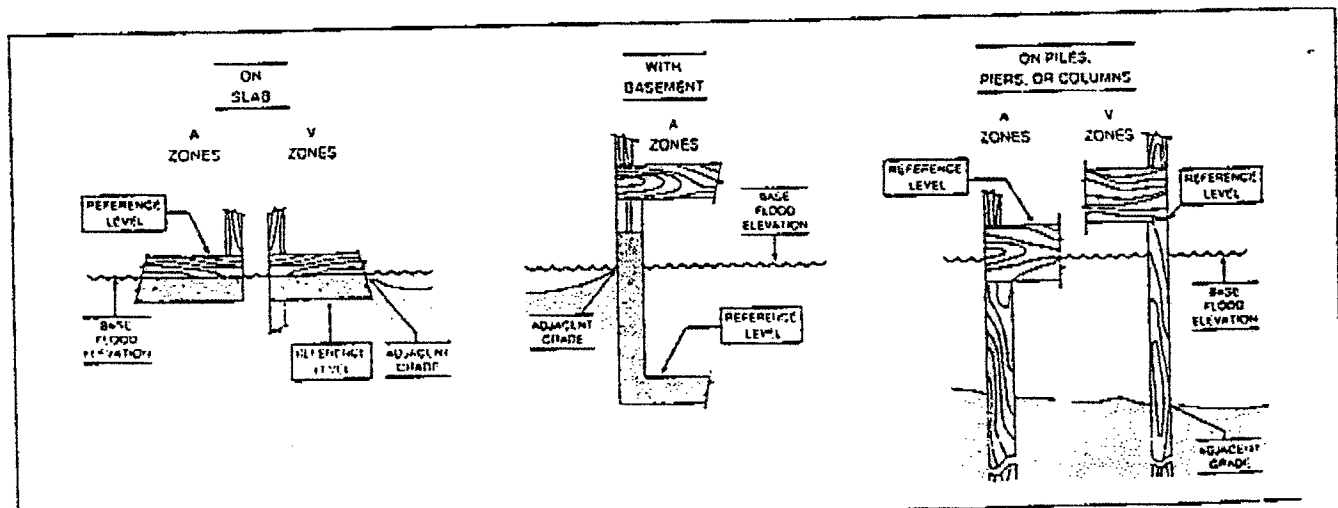 ON
SLAB
A
ZONES
V
ZONES
REFERENCE
LEVEL
BASE
FLOOD
ELEVATION
REFERENCE
LEVEL
ADJACENT
GRADE
WITH
BASEMENT
A
ZONES
BASE
FLOOD
ELEVATION
ADJACENT
GRADE
REFERENCE
LEVEL
ON PILES,
PIERS, OR COLUMNS
A
ZONES
V
ZONES
REFERENCE
LEVEL
REFERENCE
LEVEL
BASE
FLOOD
ELEVATION
ADJACENT
GRADE